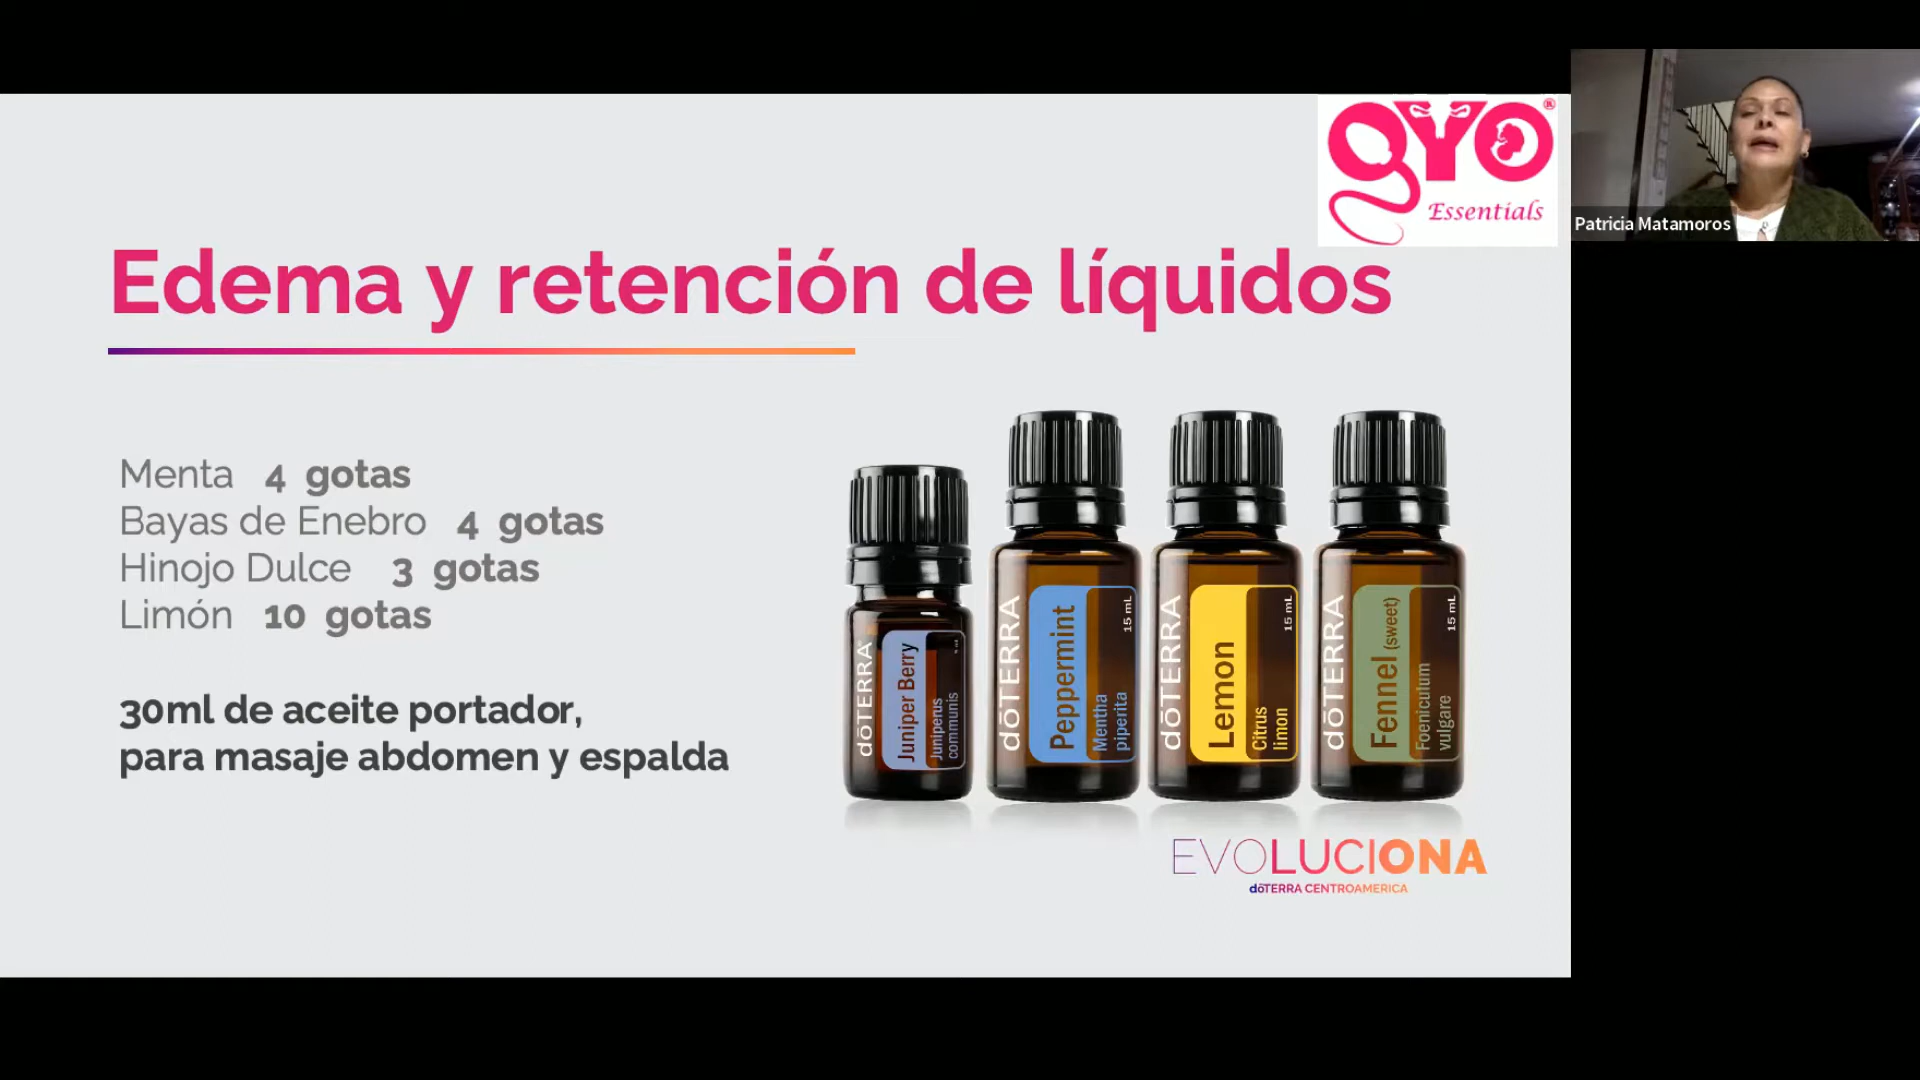 gyo
Essentials
Patricia Matamoros
Edema y retención de líquidos
Menta 4 gotas
Bayas de Enebro 4 gotas
Hinojo Dulce 3 gotas
Limón 10 gotas
30ml de aceite portador,
para masaje abdomen y espalda
dōTERRA
Juniper Berry
Juniperus
communis
dōTERRA
Peppermint
Mentha
piperita
15 mL
dōTERRA
Lemon
Citrus
limon
15 mL
dōTERRA
Fennel (sweet)
Foeniculum
vulgare
15 mL
EVOLUCIONA
dōTERRA CENTROAMERICA